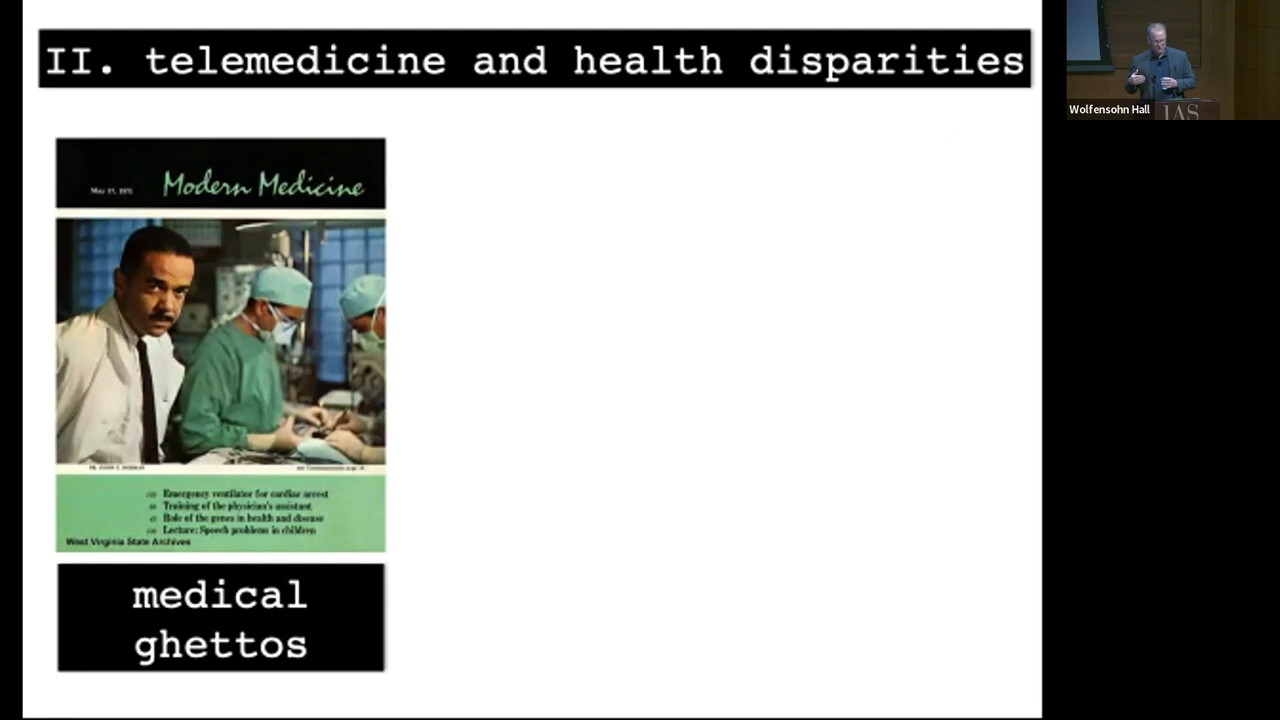 II. telemedicine and health disparities
Modern Medicine
Emergency ventilator for cardiac arrest
Training of the physician's assistant
Role of the genes in health and disease
Lecture: Speech problems in children
West Virginia State Archives
medical
ghettos
Wolfensohn Hall
IAS